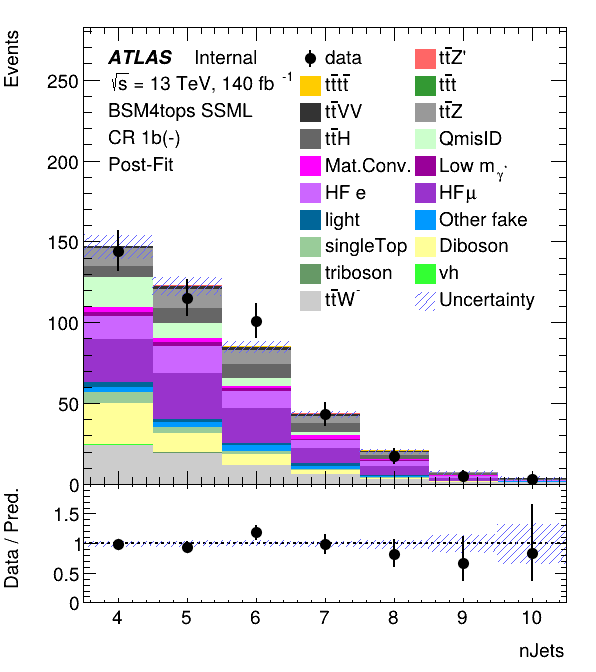 Events
ATLAS Internal
√s = 13 TeV, 140 fb⁻¹
BSM4tops SSML
CR 1b(-)
Post-Fit
data
tt̄Z'
tt̄tt̄
tt̄t
tt̄VV
tt̄Z
tt̄H
QmisID
Mat.Conv.
Low m_γ*
HF e
HF μ
light
Other fake
singleTop
Diboson
triboson
vh
tt̄W⁻
Uncertainty
250
200
150
100
50
0
Data / Pred.
1.5
1
0.5
0
4 5 6 7 8 9 10
nJets